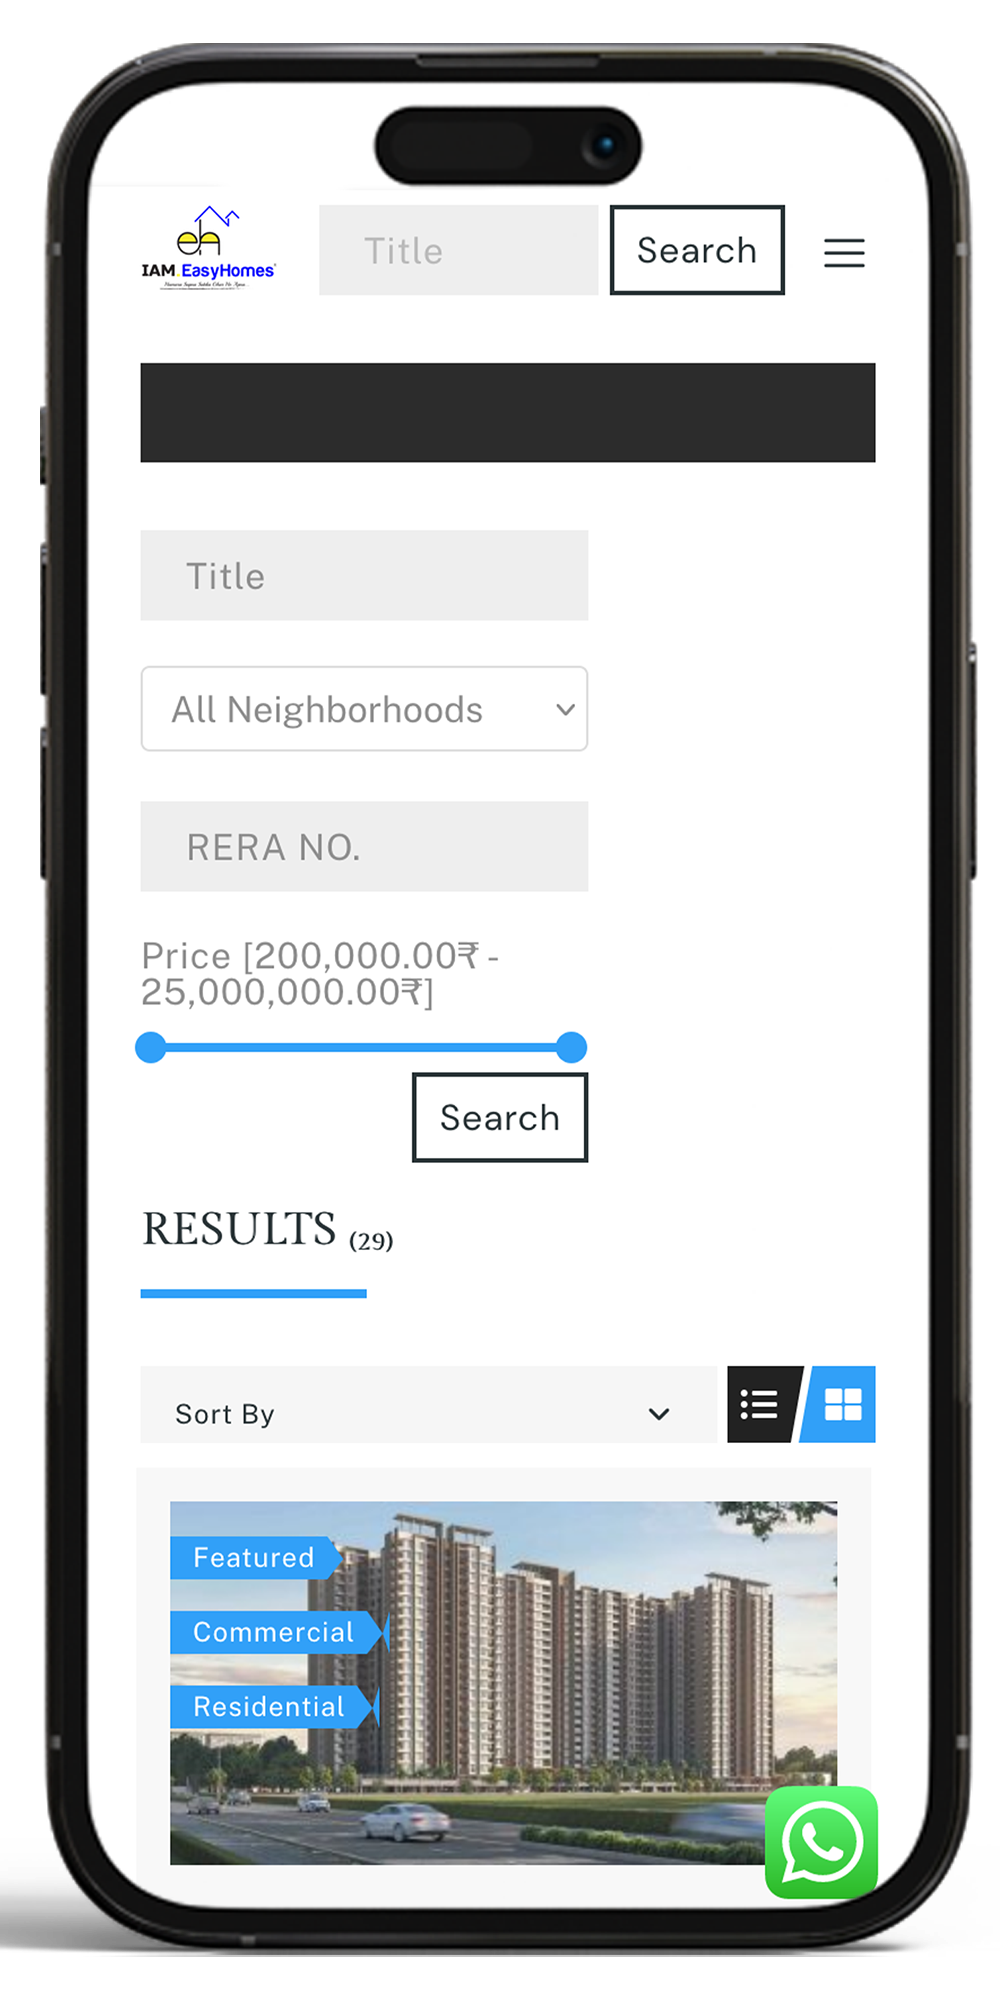 eh
IAM.EasyHomes
Title
Search
Title
All Neighborhoods
RERA NO.
Price [200,000.00₹ -
25,000,000.00₹]
Search
RESULTS (29)
Sort By
Featured
Commercial
Residential